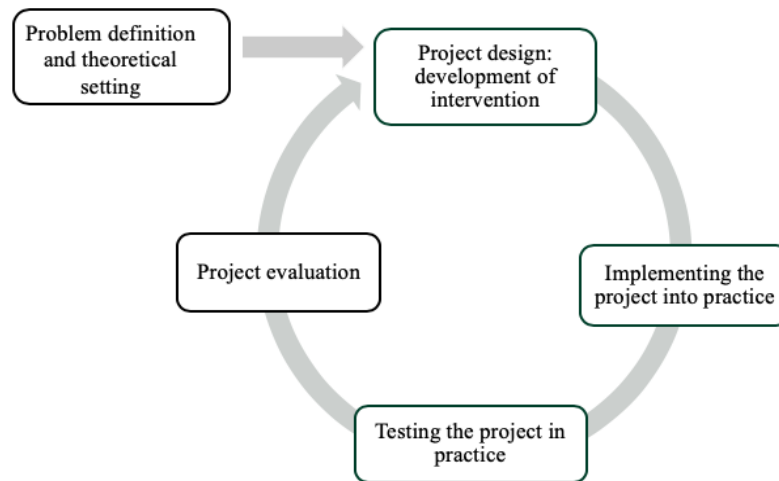 Problem definition
and theoretical
setting
Project design:
development of
intervention
Implementing the
project into practice
Testing the project in
practice
Project evaluation